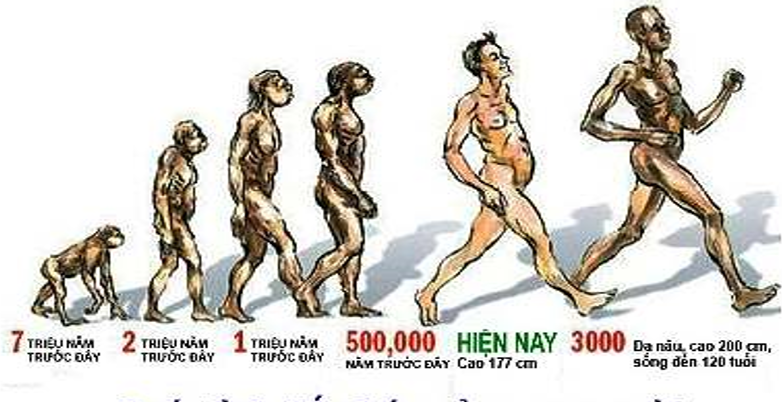 7 TRIỆU NĂM TRƯỚC ĐÂY
2 TRIỆU NĂM TRƯỚC ĐÂY
1 TRIỆU NĂM TRƯỚC ĐÂY
500,000 NĂM TRƯỚC ĐÂY
HIỆN NAY
Cao 177 cm
3000 Da nâu, cao 200 cm,
sống đến 120 tuổi